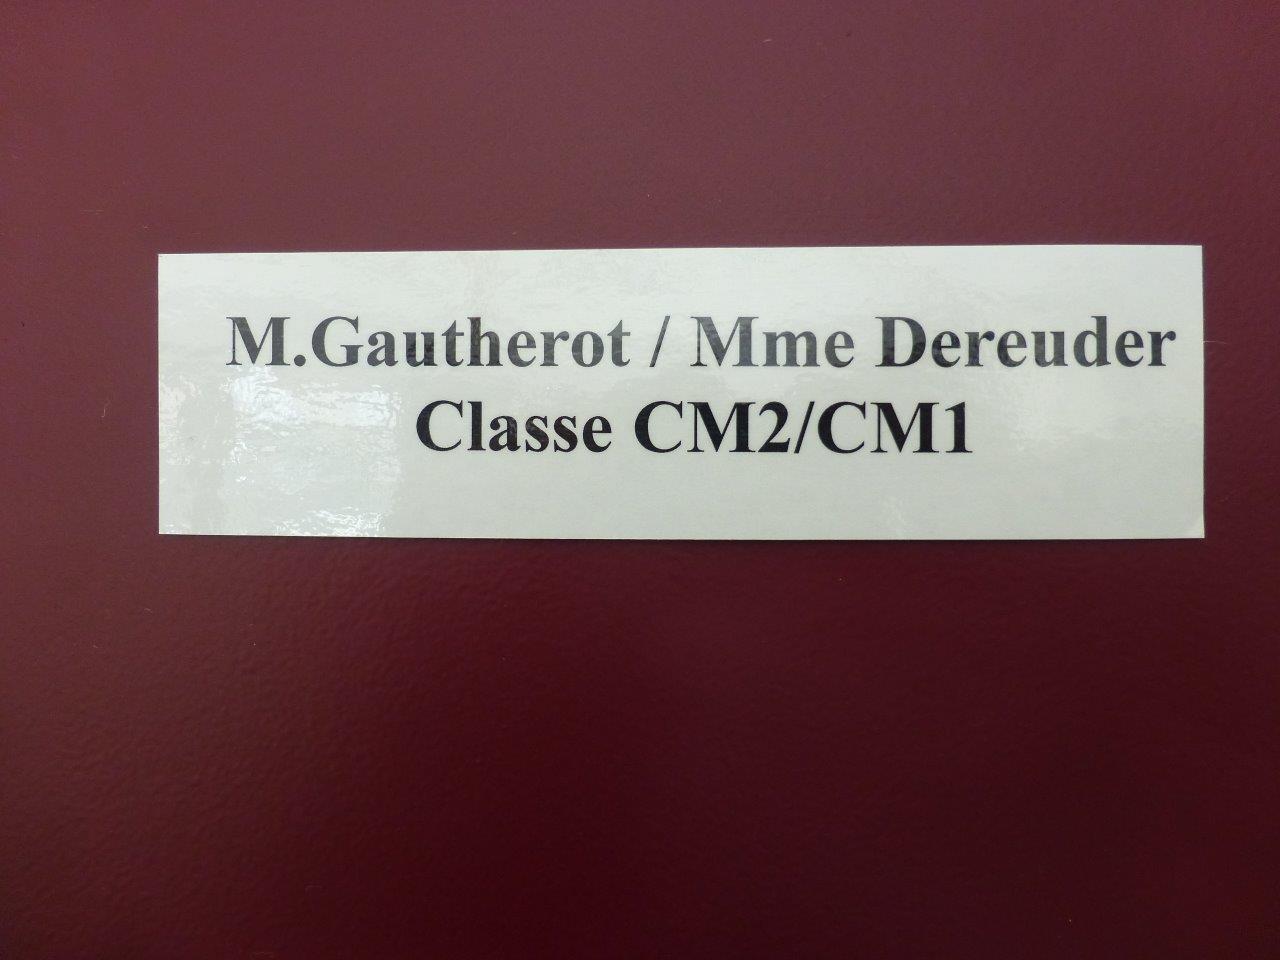 M.Gautherot / Mme Dereuder
Classe CM2/CM1